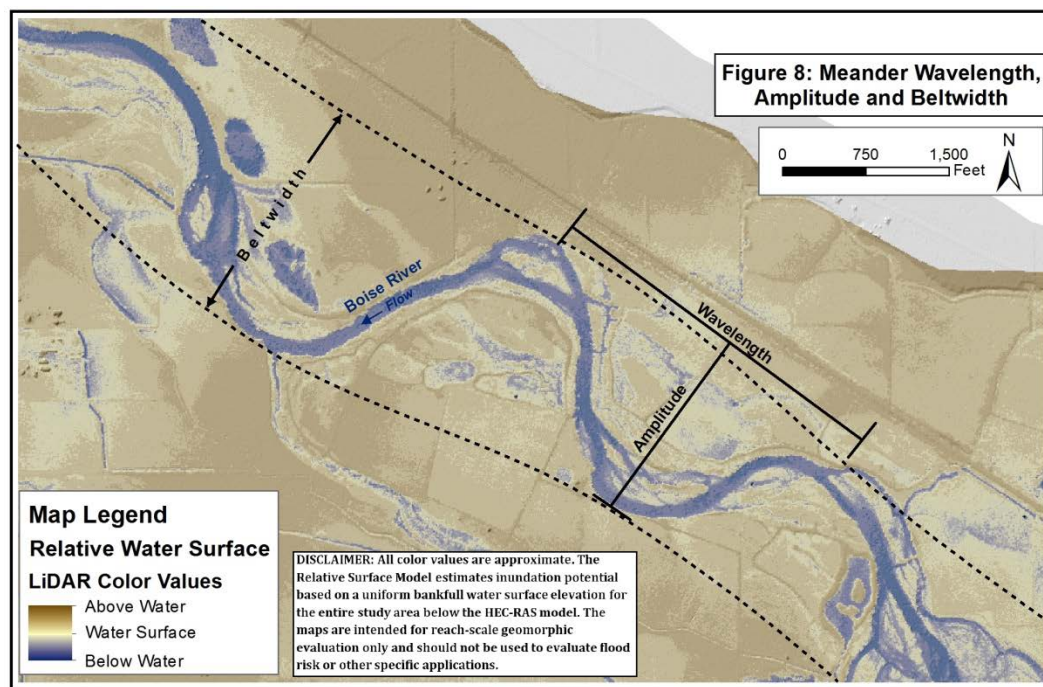 Figure 8: Meander Wavelength,
Amplitude and Beltwidth
0 750 1,500
Feet
N
Beltwidth
Boise River
Flow
Wavelength
Amplitude
Map Legend
Relative Water Surface
LiDAR Color Values
Above Water
Water Surface
Below Water
DISCLAIMER: All color values are approximate. The
Relative Surface Model estimates inundation potential
based on a uniform bankfull water surface elevation for
the entire study area below the HEC-RAS model. The
maps are intended for reach-scale geomorphic
evaluation only and should not be used to evaluate flood
risk or other specific applications.